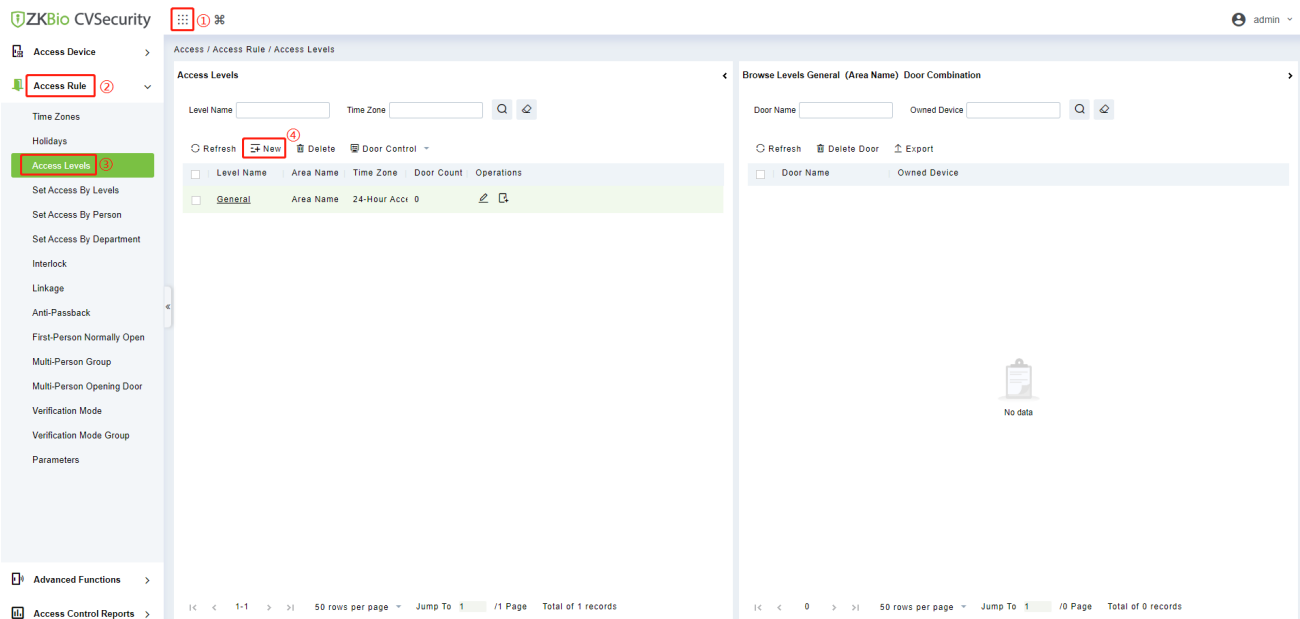 ZKBio CVSecurity
① ⌘
admin
Access Device
Access Rule ②
Time Zones
Holidays
Access Levels ③
Set Access By Levels
Set Access By Person
Set Access By Department
Interlock
Linkage
Anti-Passback
First-Person Normally Open
Multi-Person Group
Multi-Person Opening Door
Verification Mode
Verification Mode Group
Parameters
Advanced Functions
Access Control Reports
Access / Access Rule / Access Levels
Access Levels
Level Name Time Zone
④
Refresh New Delete Door Control
Level Name Area Name Time Zone Door Count Operations
General Area Name 24-Hour Acce 0
1-1 50 rows per page Jump To 1 /1 Page Total of 1 records
Browse Levels General (Area Name) Door Combination
Door Name Owned Device
Refresh Delete Door Export
Door Name Owned Device
No data
0 50 rows per page Jump To 1 /0 Page Total of 0 records